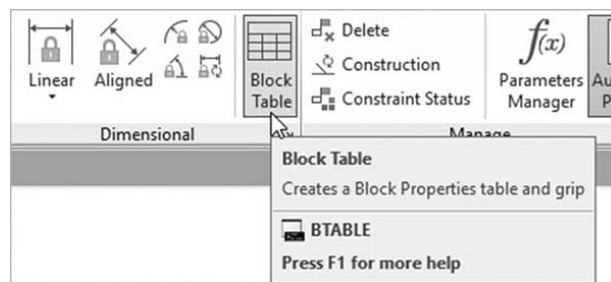 Linear
Aligned
Block
Table
Delete
Construction
Constraint Status
f(x)
Parameters
Manager
Au
P
Dimensional
Manage
Block Table
Creates a Block Properties table and grip
BTABLE
Press F1 for more help